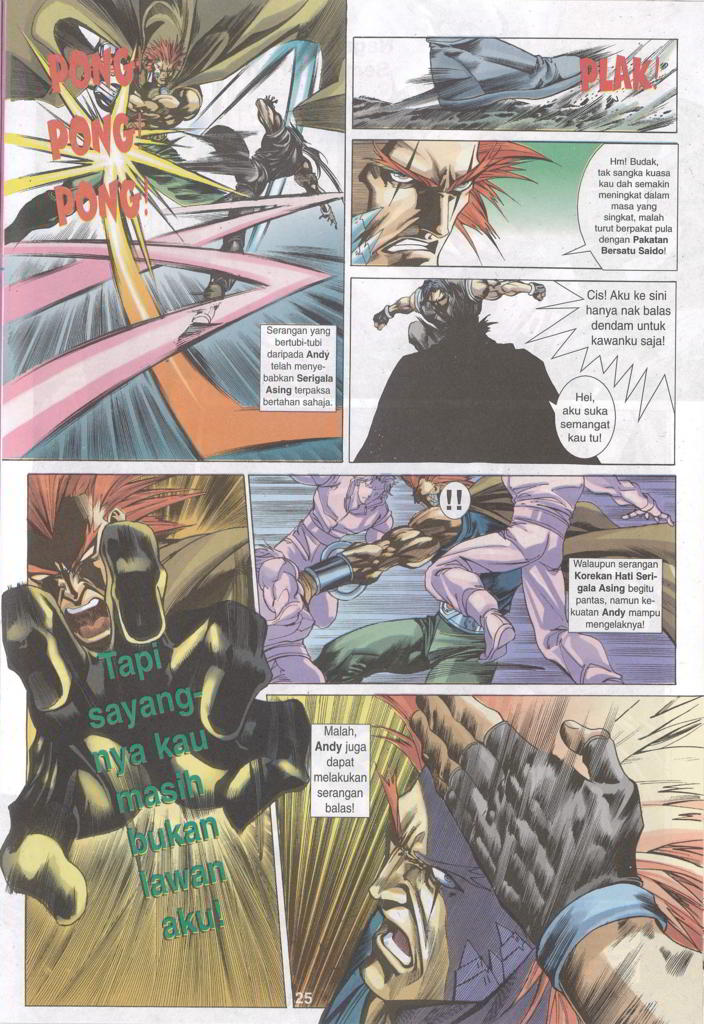 PONG
PONG
PONG!
Serangan yang
bertubi-tubi
daripada Andy
telah menye-
babkan Serigala
Asing terpaksa
bertahan sahaja.
PLAK!
Hm! Budak,
tak sangka kuasa
kau dah semakin
meningkat dalam
masa yang
singkat, malah
turut berpakat pula
dengan Pakatan
Bersatu Saido!
Cis! Aku ke sini
hanya nak balas
dendam untuk
kawanku saja!
Hei,
aku suka
semangat
kau tu!
Tapi
sayang-
nya kau
masih
bukan
lawan
aku!
!!
Walaupun serangan
Korekan Hati Seri-
gala Asing begitu
pantas, namun ke-
kuatan Andy mampu
mengelaknya!
Malah,
Andy juga
dapat
melakukan
serangan
balas!
25